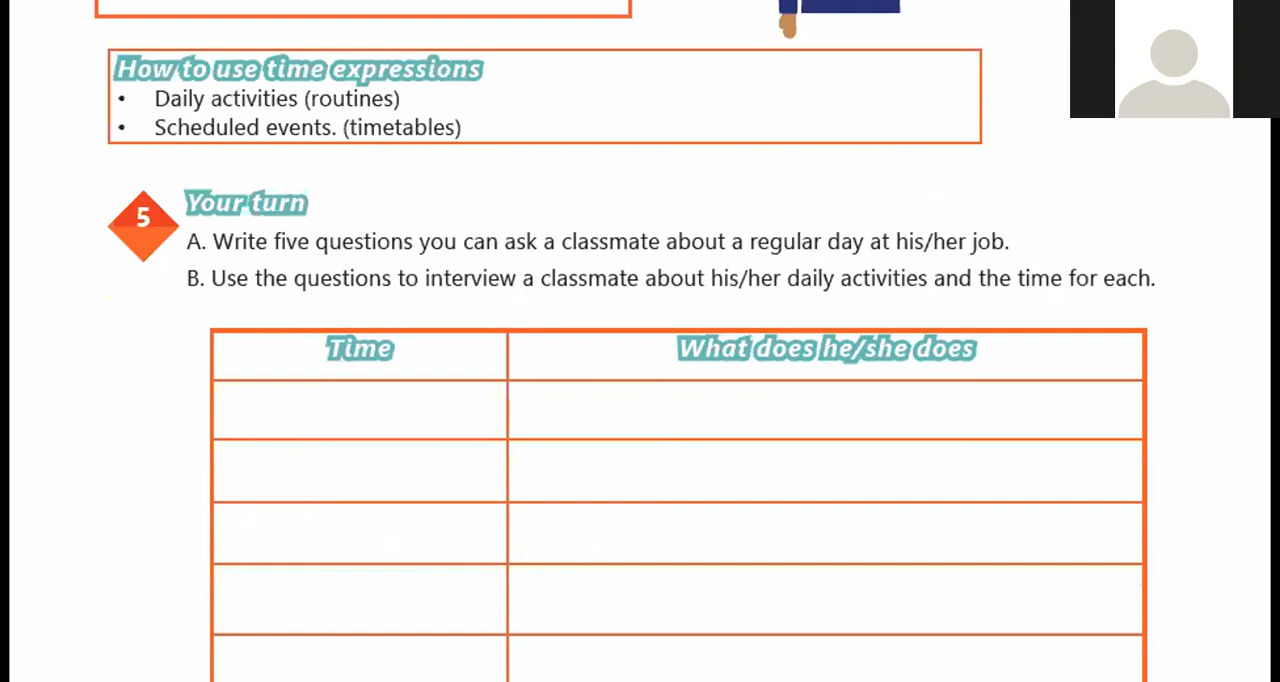 How to use time expressions
• Daily activities (routines)
• Scheduled events. (timetables)
5
Your turn
A. Write five questions you can ask a classmate about a regular day at his/her job.
B. Use the questions to interview a classmate about his/her daily activities and the time for each.
Time
What does he/she does